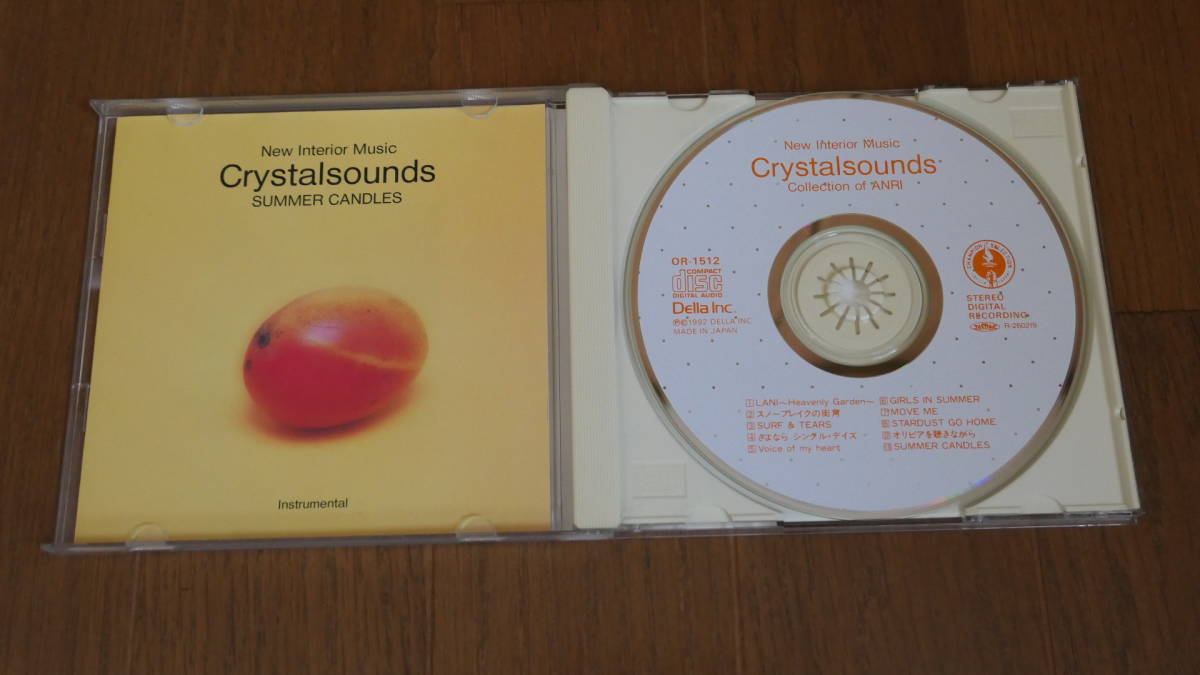 New Interior Music
Crystalsounds
SUMMER CANDLES
Instrumental
New Interior Music
Crystalsounds
Collection of ANRI
OR-1512
COMPACT
disc
DIGITAL AUDIO
Della Inc.
℗©1992 DELLA INC
MADE IN JAPAN
CHAMPION SELECTION
STEREO
DIGITAL
RECORDING
R-260219
1 LANI〜Heavenly Garden〜
2 スノーブレイクの街角
3 SURF & TEARS
4 さよなら シングル・デイズ
5 Voice of my heart
6 GIRLS IN SUMMER
7 MOVE ME
8 STARDUST GO HOME
9 オリビアを聴きながら
10 SUMMER CANDLES